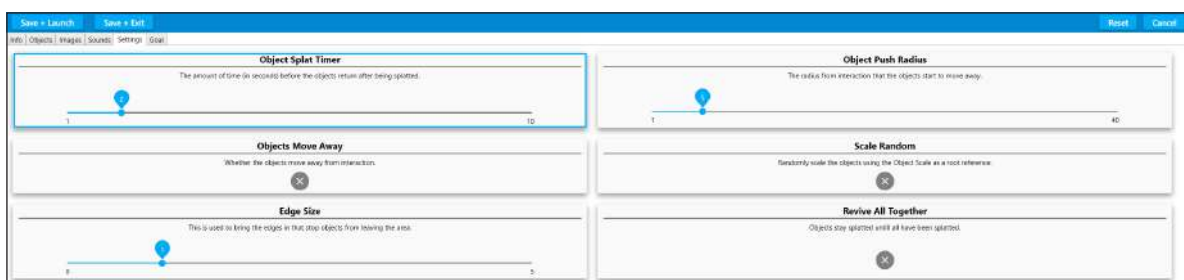 Save + Launch Save + Exit Reset Cancel
Info Objects Images Sounds Settings Goal
Object Splat Timer
The amount of time (in seconds) before the objects return after being splatted.
2
1 10
Object Push Radius
The radius from interaction that the objects start to move away.
5
1 40
Objects Move Away
Whether the objects move away from interaction.
Scale Random
Randomly scale the objects using the Object Scale as a root reference.
Edge Size
This is used to bring the edges in that stop objects from leaving the area.
1
0 5
Revive All Together
Objects stay splatted untill all have been splatted.